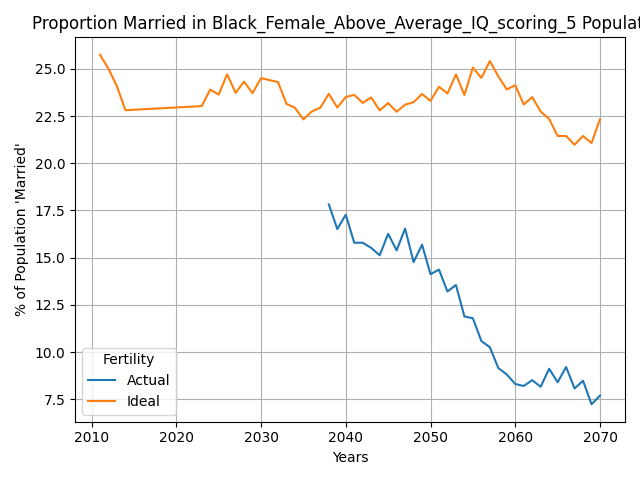 Proportion Married in Black_Female_Above_Average_IQ_scoring_5 Populat
% of Population 'Married'
25.0
22.5
20.0
17.5
15.0
12.5
10.0
7.5
Fertility
Actual
Ideal
2010 2020 2030 2040 2050 2060 2070
Years